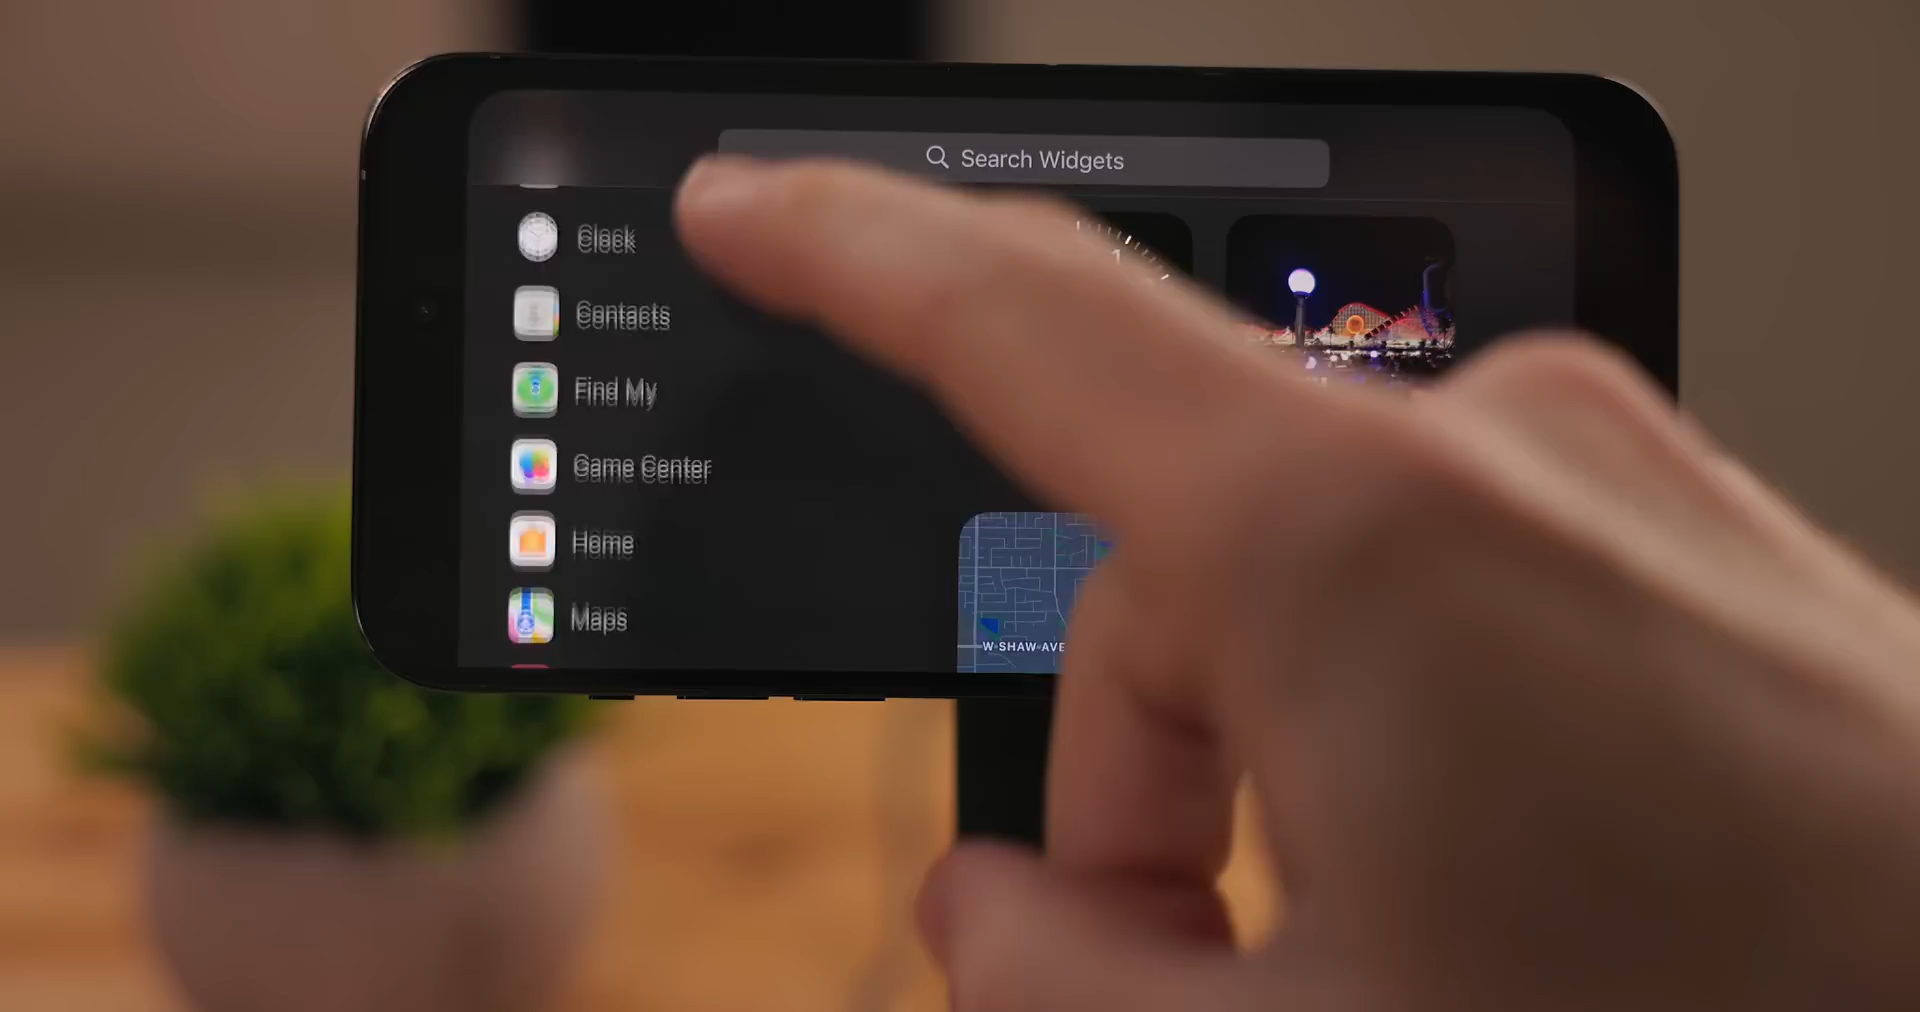 Search Widgets
Clock
Contacts
Find My
Game Center
Home
Maps
W SHAW AVE